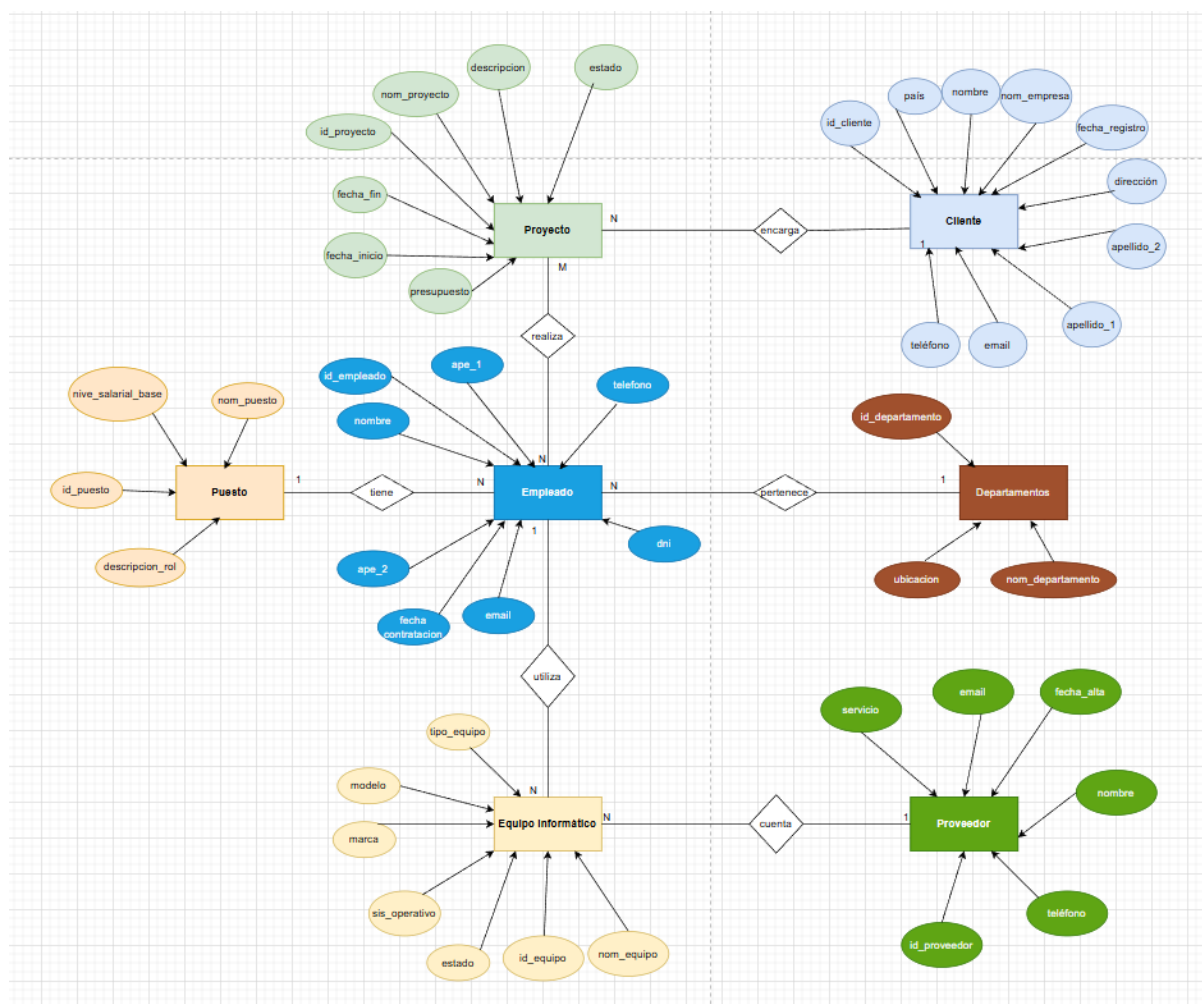 descripcion
estado
nom_proyecto
id_proyecto
fecha_fin
fecha_inicio
presupuesto
Proyecto
N
M
encarga
país
nombre
nom_empresa
id_cliente
fecha_registro
dirección
Cliente
1
apellido_2
apellido_1
teléfono
email
realiza
ape_1
id_empleado
telefono
nombre
nive_salarial_base
nom_puesto
id_puesto
Puesto
descripcion_rol
1
tiene
N
N
Empleado
N
1
pertenece
1
id_departamento
Departamentos
ubicacion
nom_departamento
dni
ape_2
fecha
contratacion
email
utiliza
tipo_equipo
modelo
marca
N
Equipo Informático
N
sis_operativo
estado
id_equipo
nom_equipo
cuenta
1
servicio
email
fecha_alta
nombre
Proveedor
teléfono
id_proveedor